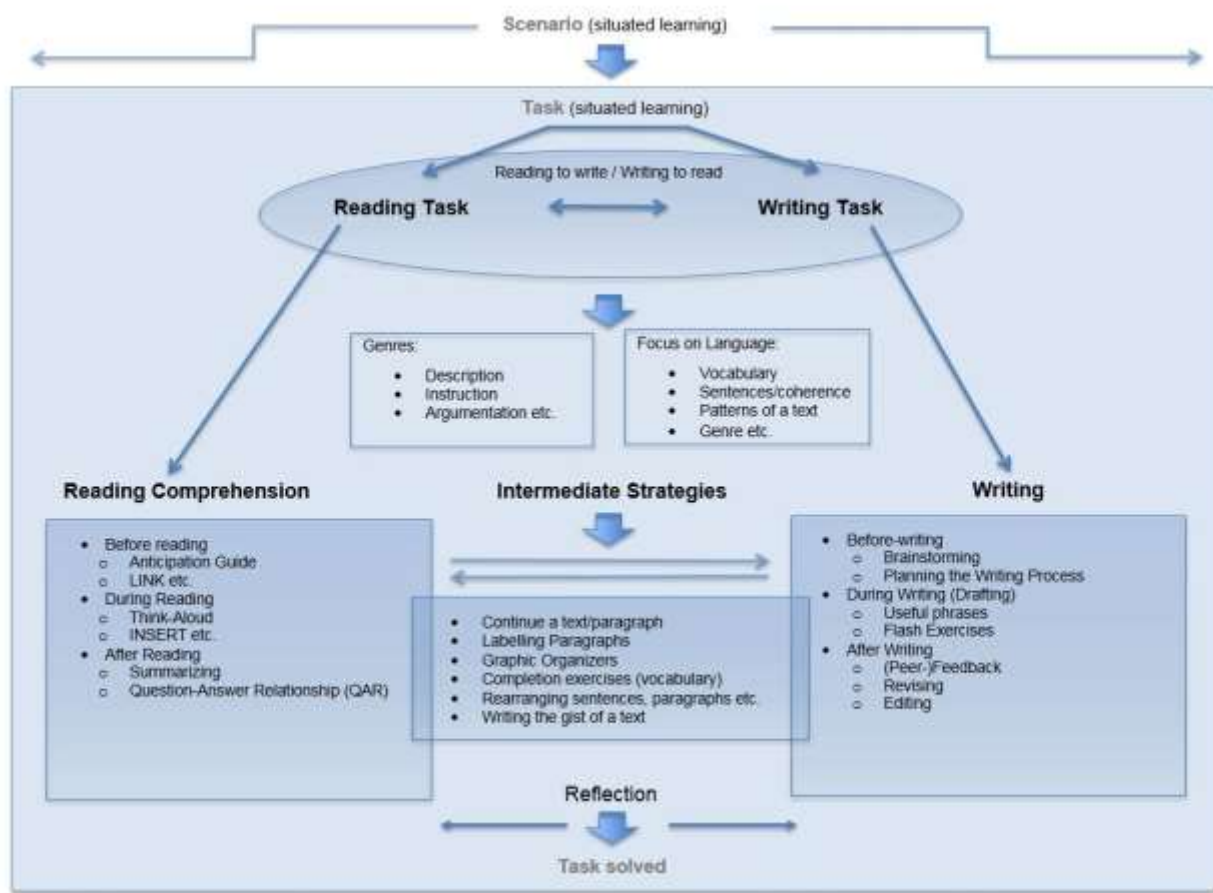 Scenario (situated learning)
Task (situated learning)
Reading to write / Writing to read
Reading Task
Writing Task
Genres:
• Description
• Instruction
• Argumentation etc.
Focus on Language:
• Vocabulary
• Sentences/coherence
• Patterns of a text
• Genre etc.
Reading Comprehension
• Before reading
o Anticipation Guide
o LINK etc.
• During Reading
o Think-Aloud
o INSERT etc.
• After Reading
o Summarizing
o Question-Answer Relationship (QAR)
Intermediate Strategies
• Continue a text/paragraph
• Labelling Paragraphs
• Graphic Organizers
• Completion exercises (vocabulary)
• Rearranging sentences, paragraphs etc.
• Writing the gist of a text
Writing
• Before-writing
o Brainstorming
o Planning the Writing Process
• During Writing (Drafting)
o Useful phrases
o Flash Exercises
• After Writing
o (Peer-)Feedback
o Revising
o Editing
Reflection
Task solved